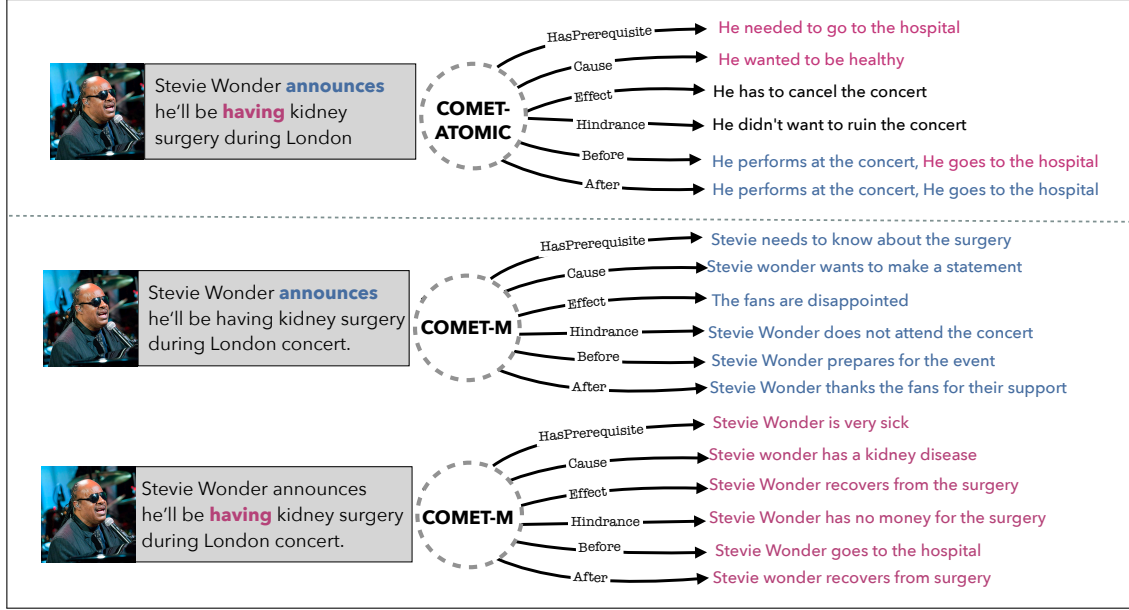 Stevie Wonder announces
he'll be having kidney
surgery during London
COMET-
ATOMIC
HasPrerequisite
He needed to go to the hospital
Cause
He wanted to be healthy
Effect
He has to cancel the concert
Hindrance
He didn't want to ruin the concert
Before
He performs at the concert, He goes to the hospital
After
He performs at the concert, He goes to the hospital
Stevie Wonder announces
he'll be having kidney surgery
during London concert.
COMET-M
HasPrerequisite
Stevie needs to know about the surgery
Cause
Stevie wonder wants to make a statement
Effect
The fans are disappointed
Hindrance
Stevie Wonder does not attend the concert
Before
Stevie Wonder prepares for the event
After
Stevie Wonder thanks the fans for their support
Stevie Wonder announces
he'll be having kidney surgery
during London concert.
COMET-M
HasPrerequisite
Stevie Wonder is very sick
Cause
Stevie wonder has a kidney disease
Effect
Stevie Wonder recovers from the surgery
Hindrance
Stevie Wonder has no money for the surgery
Before
Stevie Wonder goes to the hospital
After
Stevie wonder recovers from surgery